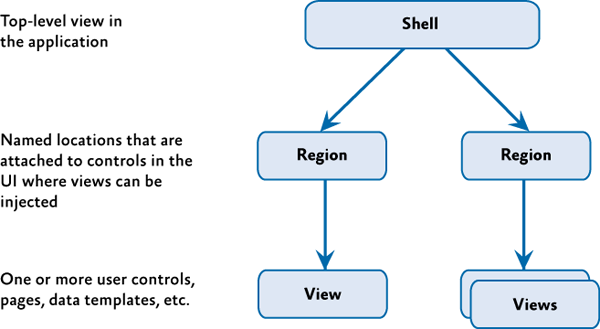 Top-level view in
the application
Shell
Named locations that are
attached to controls in the
UI where views can be
injected
Region
Region
One or more user controls,
pages, data templates, etc.
View
Views